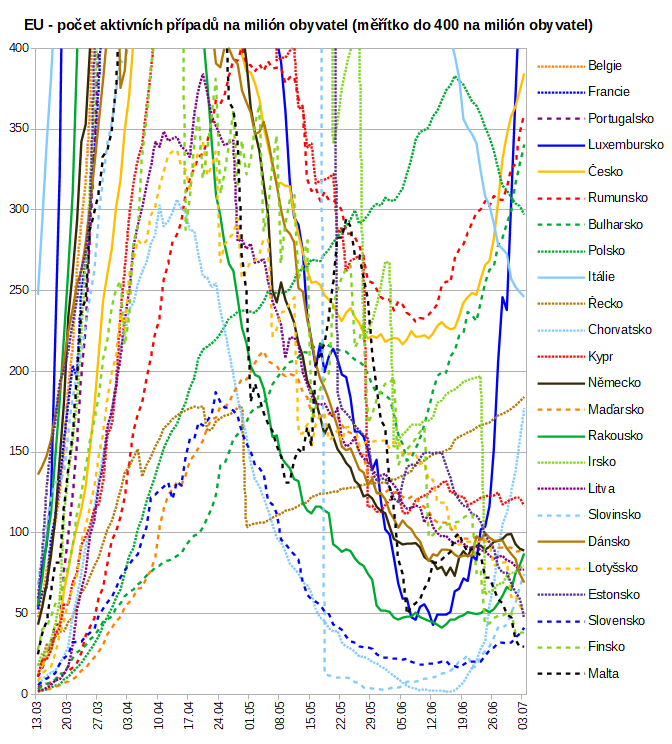 EU - počet aktivních případů na milión obyvatel (měřítko do 400 na milión obyvatel)
400
350
300
250
200
150
100
50
0
13.03
20.03
27.03
03.04
10.04
17.04
24.04
01.05
08.05
15.05
22.05
29.05
05.06
12.06
19.06
26.06
03.07
Belgie
Francie
Portugalsko
Luxembursko
Česko
Rumunsko
Bulharsko
Polsko
Itálie
Řecko
Chorvatsko
Kypr
Německo
Maďarsko
Rakousko
Irsko
Litva
Slovinsko
Dánsko
Lotyšsko
Estonsko
Slovensko
Finsko
Malta